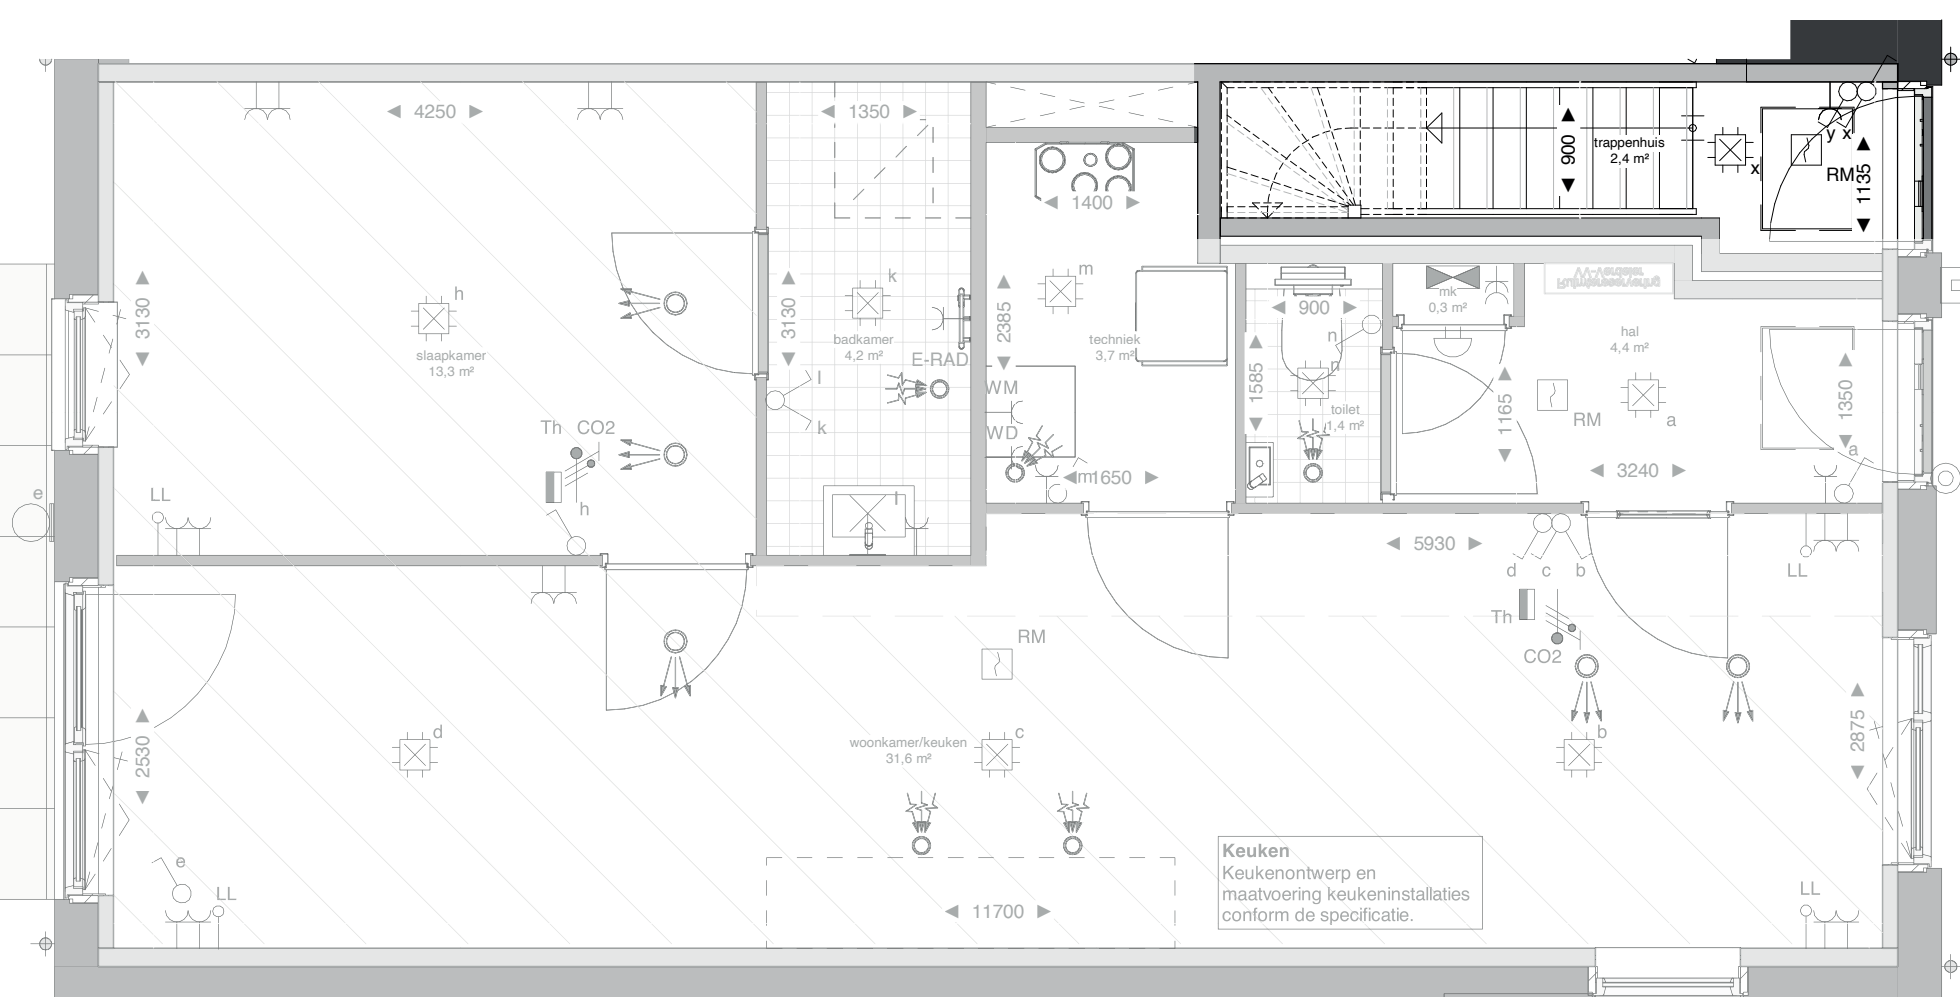 4250
1350
1400
900
trappenhuis
2,4 m²
x
y x
RM
1135
h
3130
slaapkamer
13,3 m²
3130
k
badkamer
4,2 m²
E-RAD
l
k
m
2385
techniek
3,7 m²
WM
WD
m
1650
900
n
n
1585
toilet
1,4 m²
mk
0,3 m²
hal
4,4 m²
1165
RM
a
1350
a
3240
Th
CO2
h
LL
e
i
5930
d
c
b
Th
CO2
LL
RM
d
2530
woonkamer/keuken
31,6 m²
c
b
2875
e
LL
11700
Keuken
Keukenontwerp en
maatvoering keukeninstallaties
conform de specificatie.
LL